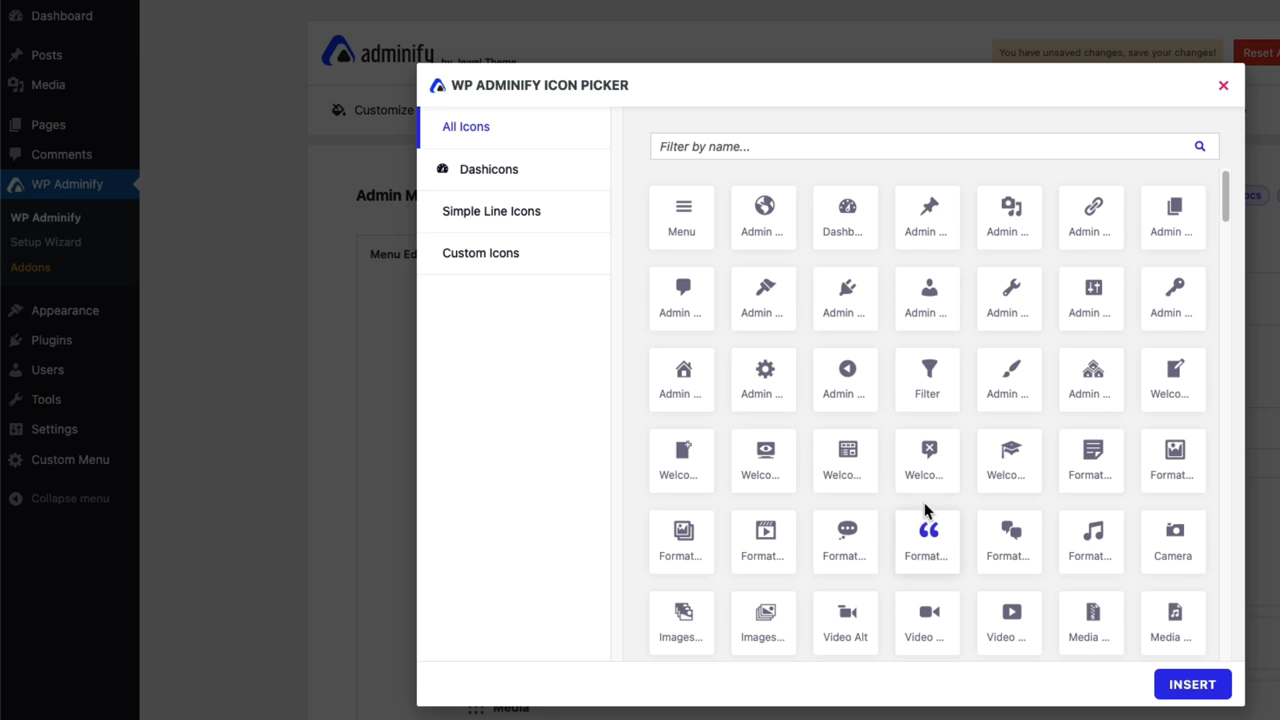 Dashboard
Posts
Media
Pages
Comments
WP Adminify
WP Adminify
Setup Wizard
Addons
Appearance
Plugins
Users
Tools
Settings
Custom Menu
Collapse menu
adminify
by Jewel Theme
You have unsaved changes, save your changes!
Reset
Customize
Admin M
Menu Ed
Media
WP ADMINIFY ICON PICKER
All Icons
Dashicons
Simple Line Icons
Custom Icons
Filter by name...
Menu Admin ... Dashb... Admin ... Admin ... Admin ... Admin ...
Admin ... Admin ... Admin ... Admin ... Admin ... Admin ... Admin ...
Admin ... Admin ... Admin ... Filter Admin ... Admin ... Welco...
Welco... Welco... Welco... Welco... Welco... Format... Format...
Format... Format... Format... Format... Format... Format... Camera
Images... Images... Video Alt Video ... Video ... Media ... Media ...
INSERT